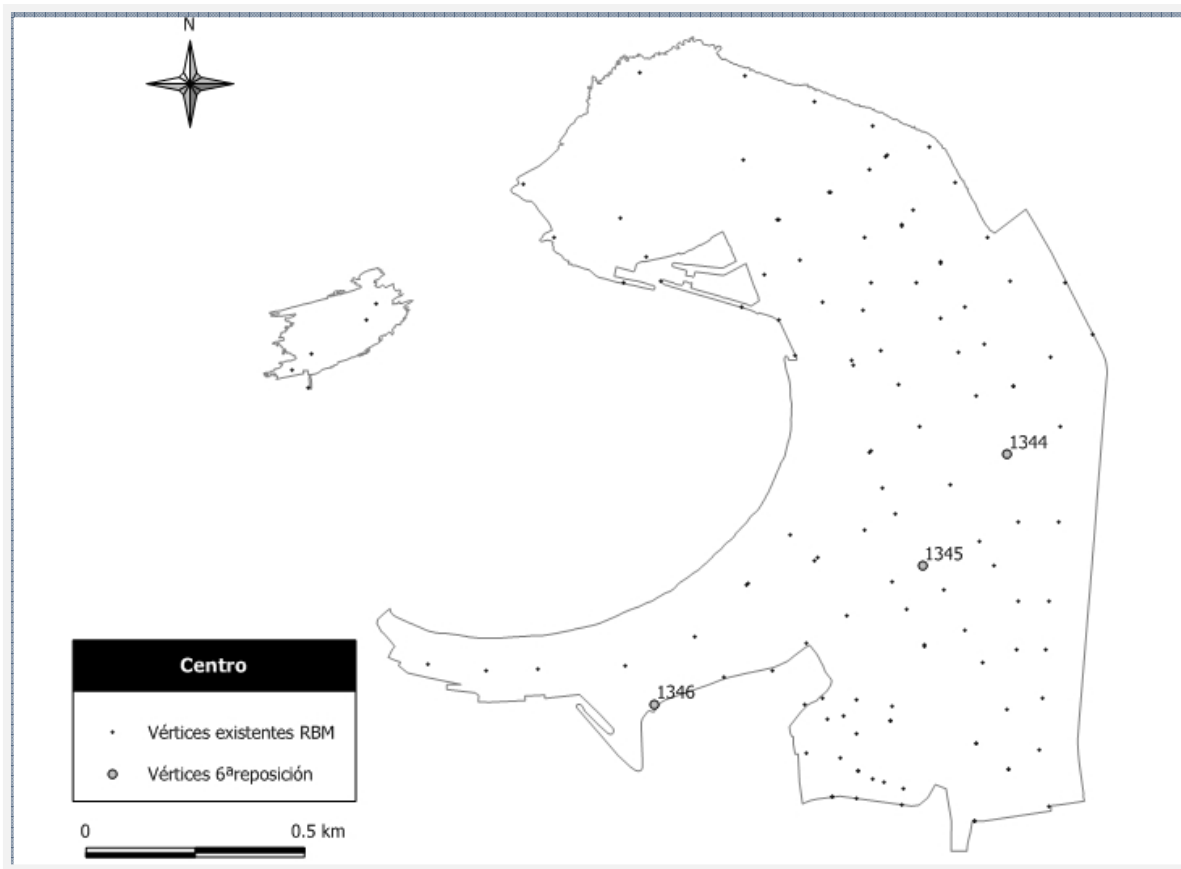 N
1344
1345
1346
Centro
Vértices existentes RBM
Vértices 6ªreposición
0 0.5 km